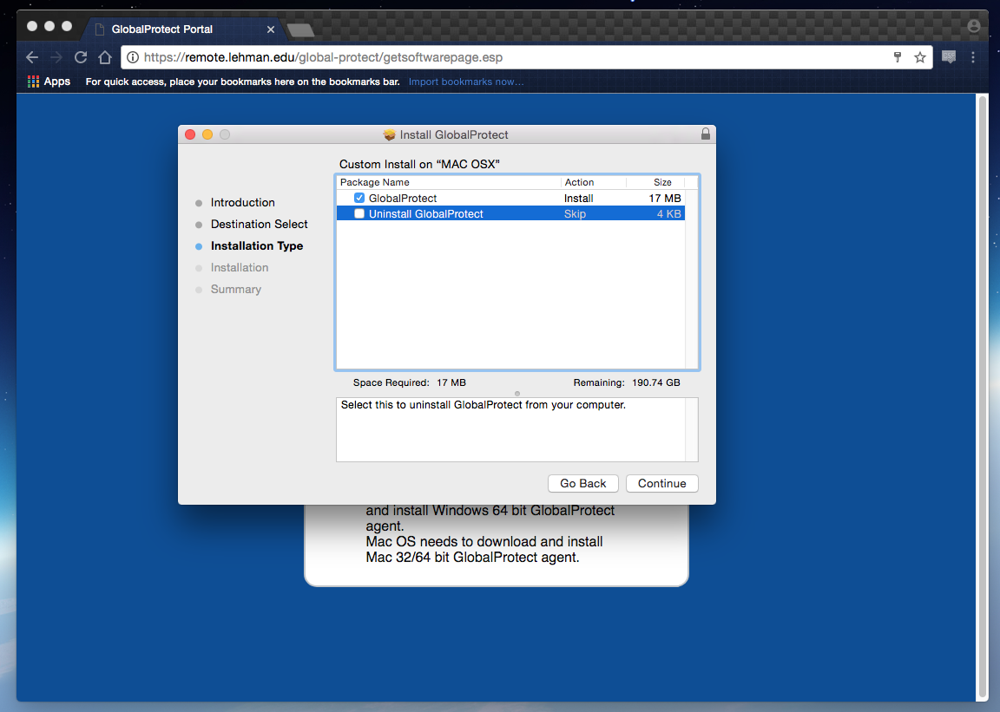 GlobalProtect Portal
https://remote.lehman.edu/global-protect/getsoftwarepage.esp
Apps For quick access, place your bookmarks here on the bookmarks bar. Import bookmarks now...
Install GlobalProtect
Custom Install on “MAC OSX”
Package Name Action Size
GlobalProtect Install 17 MB
Uninstall GlobalProtect Skip 4 KB
Introduction
Destination Select
Installation Type
Installation
Summary
Space Required: 17 MB Remaining: 190.74 GB
Select this to uninstall GlobalProtect from your computer.
Go Back Continue
and install Windows 64 bit GlobalProtect
agent.
Mac OS needs to download and install
Mac 32/64 bit GlobalProtect agent.